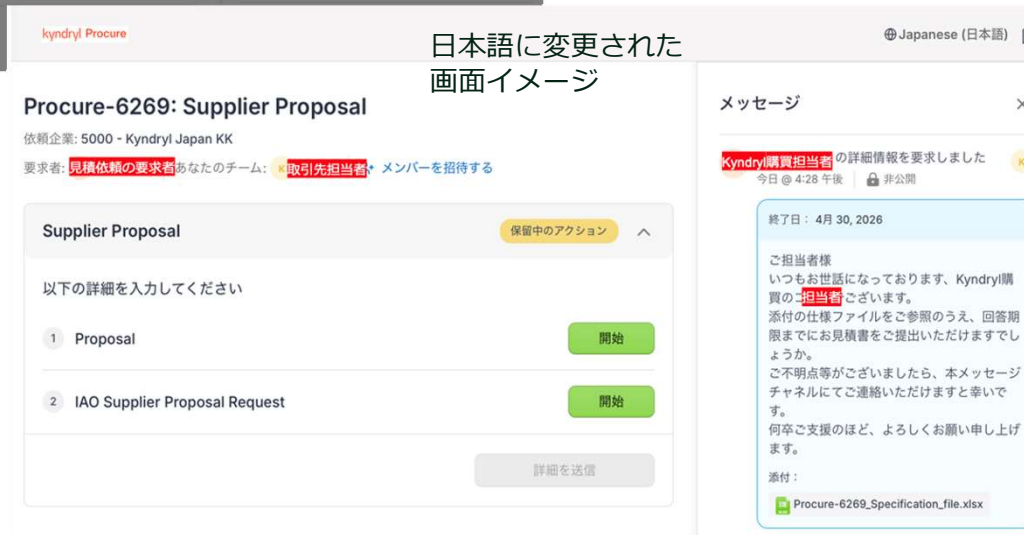 kyndryl Procure
日本語に変更された
画面イメージ
Japanese (日本語)
Procure-6269: Supplier Proposal
依頼企業: 5000 - Kyndryl Japan KK
要求者: 見積依頼の要求者 あなたのチーム: K 取引先担当者 メンバーを招待する
Supplier Proposal
保留中のアクション
以下の詳細を入力してください
1 Proposal 開始
2 IAO Supplier Proposal Request 開始
詳細を送信
メッセージ
Kyndryl購買担当者 の詳細情報を要求しました
今日 @ 4:28 午後 非公開
終了日： 4月 30, 2026
ご担当者様
いつもお世話になっております、Kyndryl購
買の 担当者 ございます。
添付の仕様ファイルをご参照のうえ、回答期
限までにお見積書をご提出いただけますでし
ょうか。
ご不明点等がございましたら、本メッセージ
チャネルにてご連絡いただけますと幸いで
す。
何卒ご支援のほど、よろしくお願い申し上げ
ます。
添付：
Procure-6269_Specification_file.xlsx